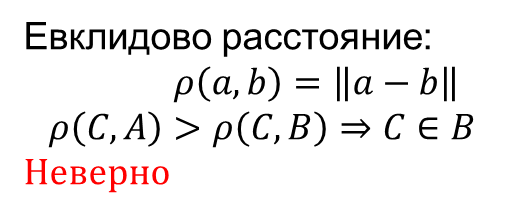 Евклидово расстояние:
𝜌(𝑎, 𝑏) = ‖𝑎 − 𝑏‖
𝜌(𝐶, 𝐴) > 𝜌(𝐶, 𝐵) ⇒ 𝐶 ∈ 𝐵
Неверно